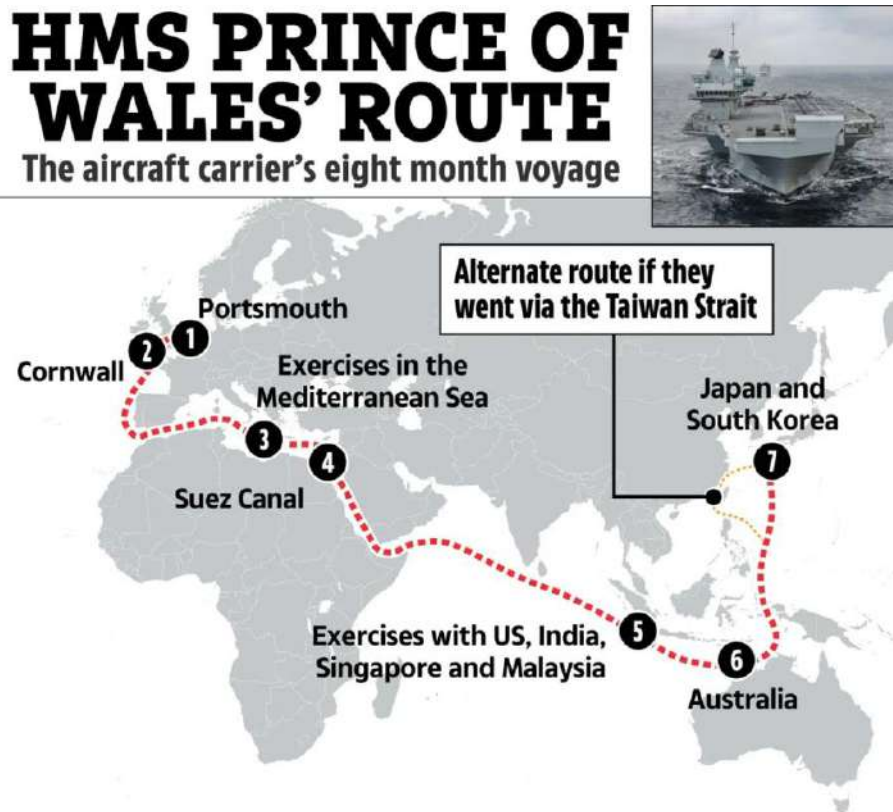 HMS PRINCE OF
WALES' ROUTE
The aircraft carrier's eight month voyage
Alternate route if they
went via the Taiwan Strait
Portsmouth
1
2
Cornwall
Exercises in the
Mediterranean Sea
3
4
Suez Canal
Japan and
South Korea
7
5
Exercises with US, India,
Singapore and Malaysia
6
Australia